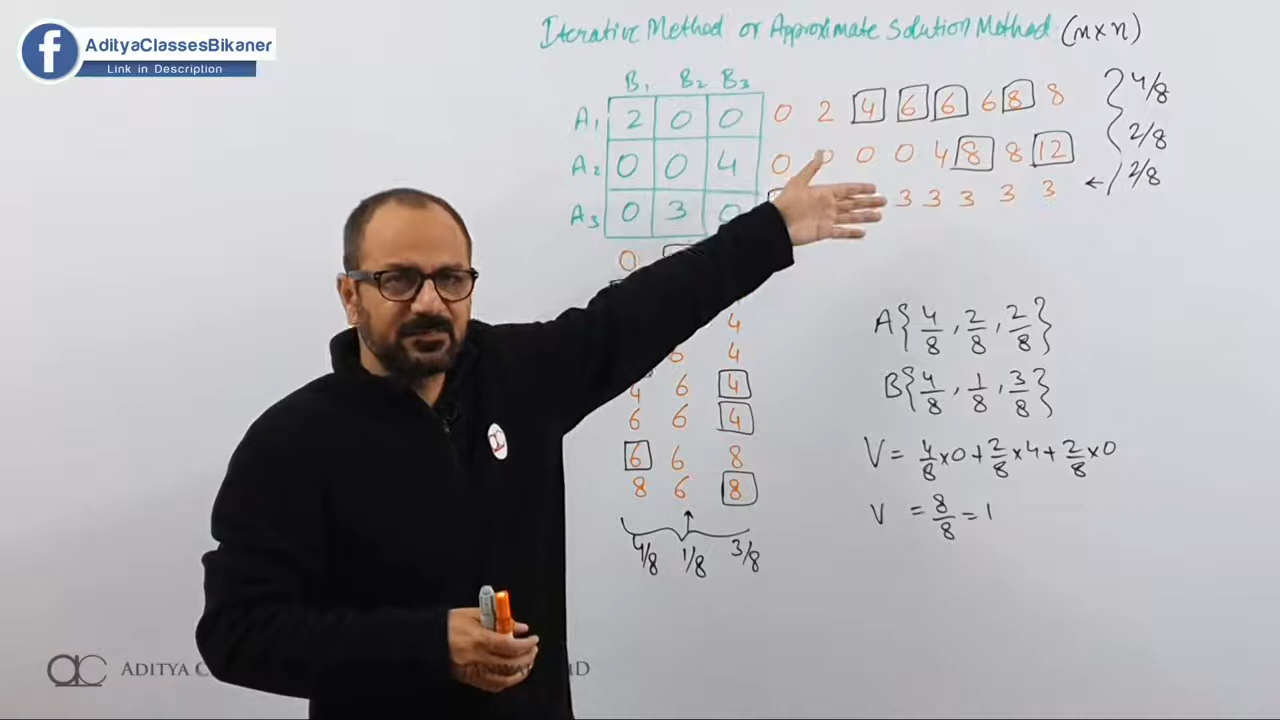 AdityaClassesBikaner
Link in Description
Iterative Method or Approximate Solution Method (n×n)
B₁ B₂ B₃
A₁ 2 0 0 0 2 4 6 6 6 8 8 } 4/8
A₂ 0 0 4 0 0 0 0 4 8 8 12 2/8
A₃ 0 3 0 3 3 3 3 3 ← 2/8
0
4
4
4 6 4
6 6 4
6 6 8
8 6 8
4/8 1/8 3/8
A{4/8, 2/8, 2/8}
B{4/8, 1/8, 3/8}
V = 4/8×0 + 2/8×4 + 2/8×0
V = 8/8 = 1
ac ADITYA